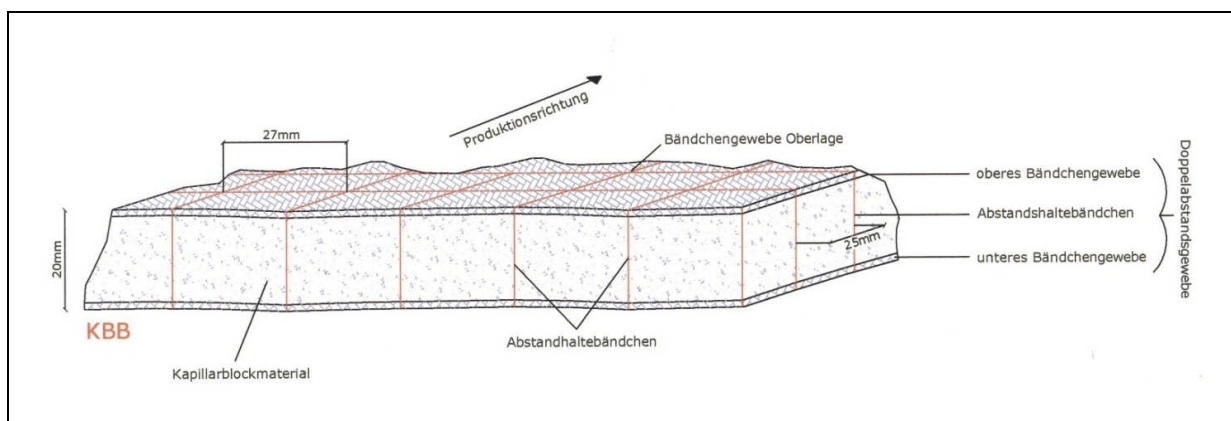 Produktionsrichtung
27mm
Bändchengewebe Oberlage
oberes Bändchengewebe
Abstandshaltebändchen
25mm
unteres Bändchengewebe
Doppelabstandsgewebe
20mm
KBB
Abstandhaltebändchen
Kapillarblockmaterial